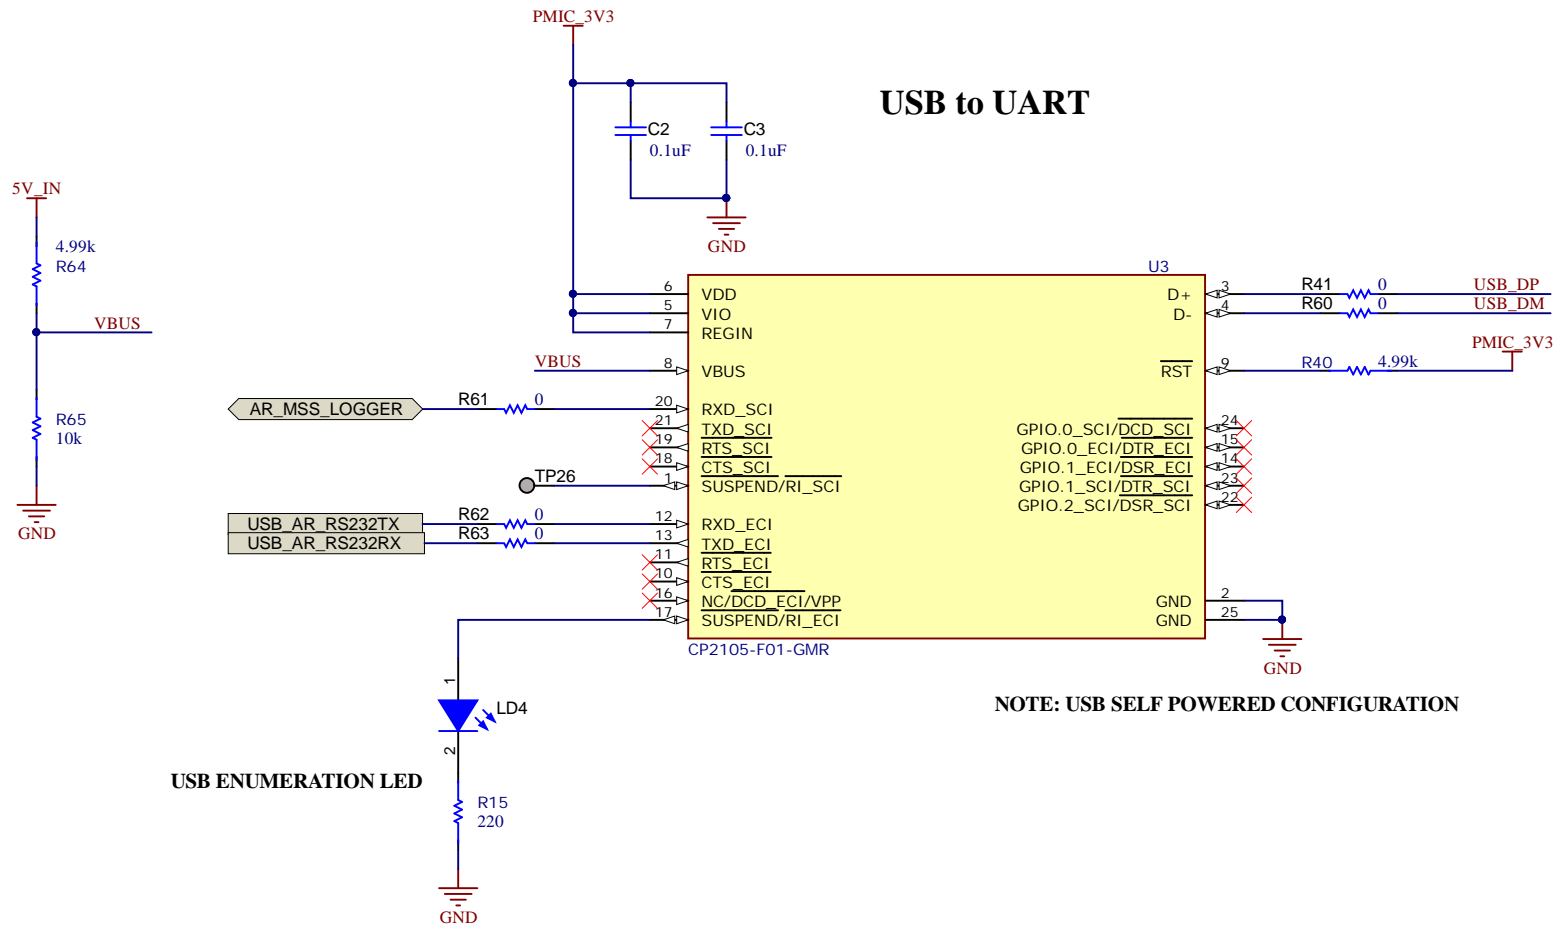 PMIC_3V3
USB to UART
C2
0.1uF
C3
0.1uF
GND
5V_IN
4.99k
R64
VBUS
R65
10k
GND
U3
6 VDD
5 VIO
7 REGIN
VBUS 8 VBUS
AR_MSS_LOGGER R61 0 20 RXD_SCI
21 TXD_SCI
19 RTS_SCI
18 CTS_SCI
TP26 1 SUSPEND/RI_SCI
USB_AR_RS232TX R62 0 12 RXD_ECI
USB_AR_RS232RX R63 0 13 TXD_ECI
11 RTS_ECI
10 CTS_ECI
16 NC/DCD_ECI/VPP
17 SUSPEND/RI_ECI
D+ 3 R41 0 USB_DP
D- 4 R60 0 USB_DM
PMIC_3V3
RST 9 R40 4.99k
GPIO.0_SCI/DCD_SCI 24
GPIO.0_ECI/DTR_ECI 15
GPIO.1_ECI/DSR_ECI 14
GPIO.1_SCI/DTR_SCI 23
GPIO.2_SCI/DSR_SCI 22
GND 2
GND 25
GND
CP2105-F01-GMR
NOTE: USB SELF POWERED CONFIGURATION
1
LD4
2
USB ENUMERATION LED
R15
220
GND